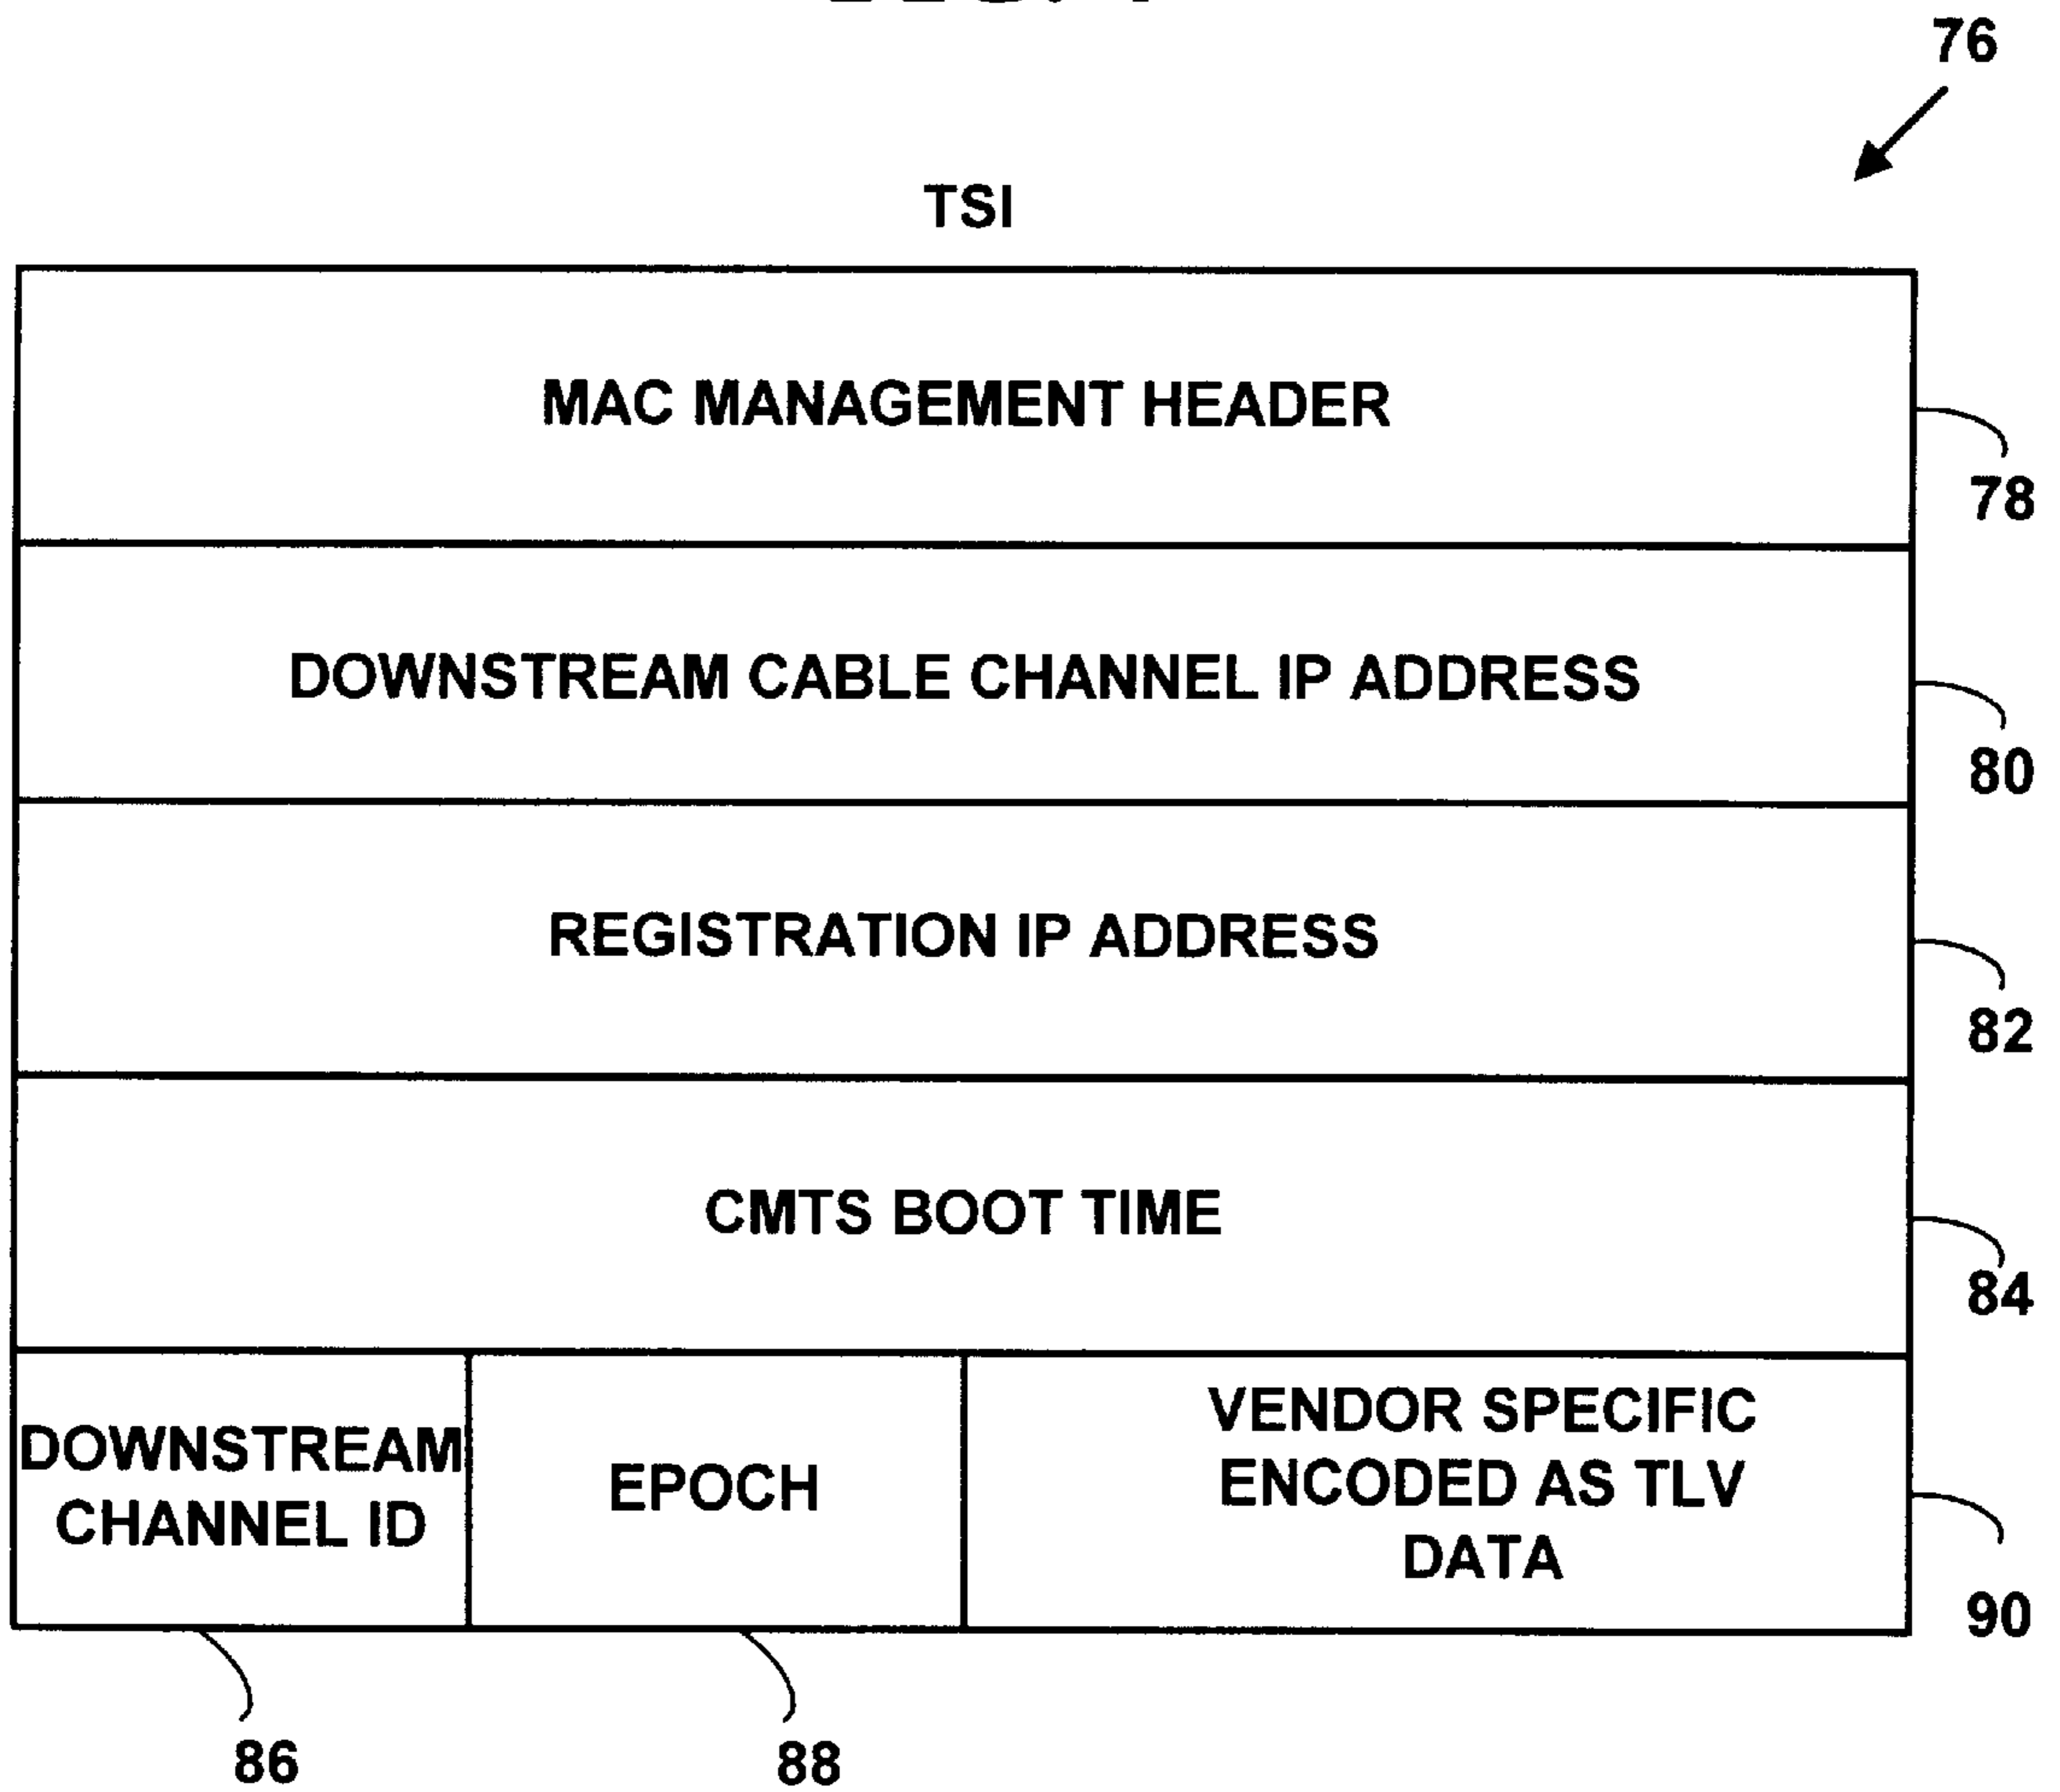 76
TSI
MAC MANAGEMENT HEADER
78
DOWNSTREAM CABLE CHANNEL IP ADDRESS
80
REGISTRATION IP ADDRESS
82
CMTS BOOT TIME
84
DOWNSTREAM
CHANNEL ID
EPOCH
VENDOR SPECIFIC
ENCODED AS TLV
DATA
90
86
88